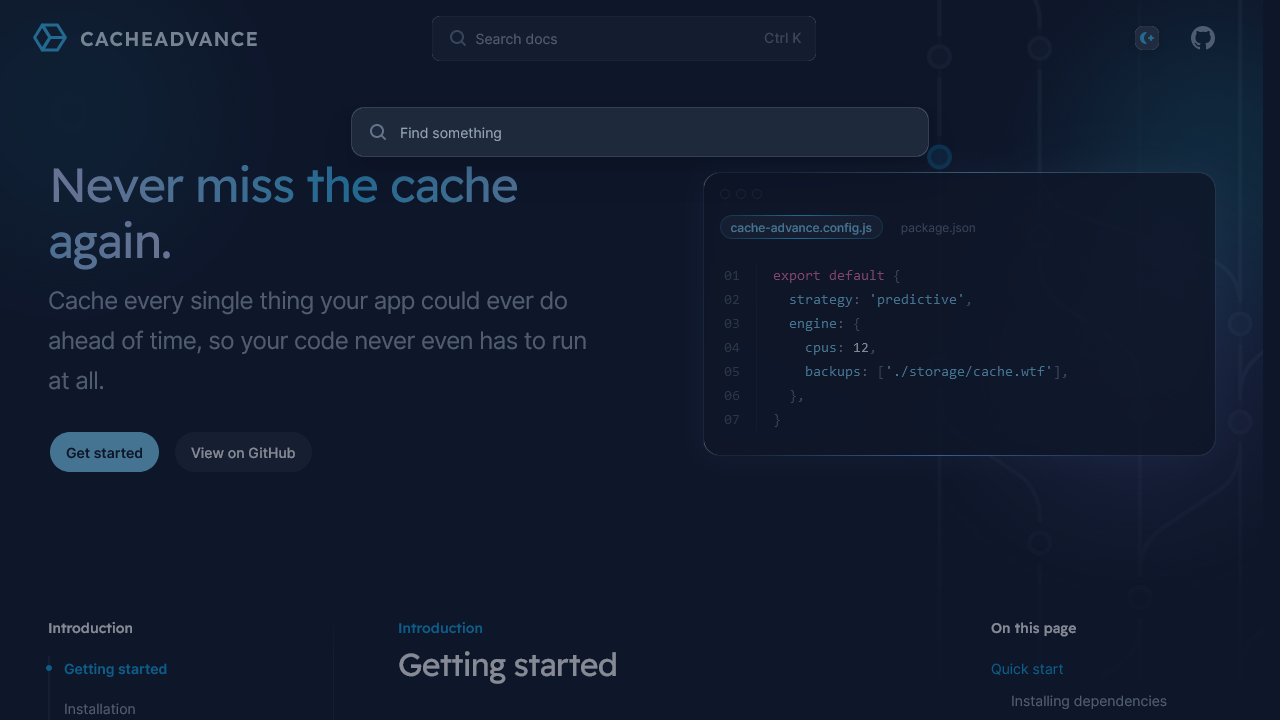 CACHEADVANCE
Search docs
Ctrl K
Find something
Never miss the cache
again.
Cache every single thing your app could ever do
ahead of time, so your code never even has to run
at all.
Get started
View on GitHub
cache-advance.config.js
package.json
01 export default {
02 strategy: 'predictive',
03 engine: {
04 cpus: 12,
05 backups: ['./storage/cache.wtf'],
06 },
07 }
Introduction
Getting started
Installation
Introduction
Getting started
On this page
Quick start
Installing dependencies